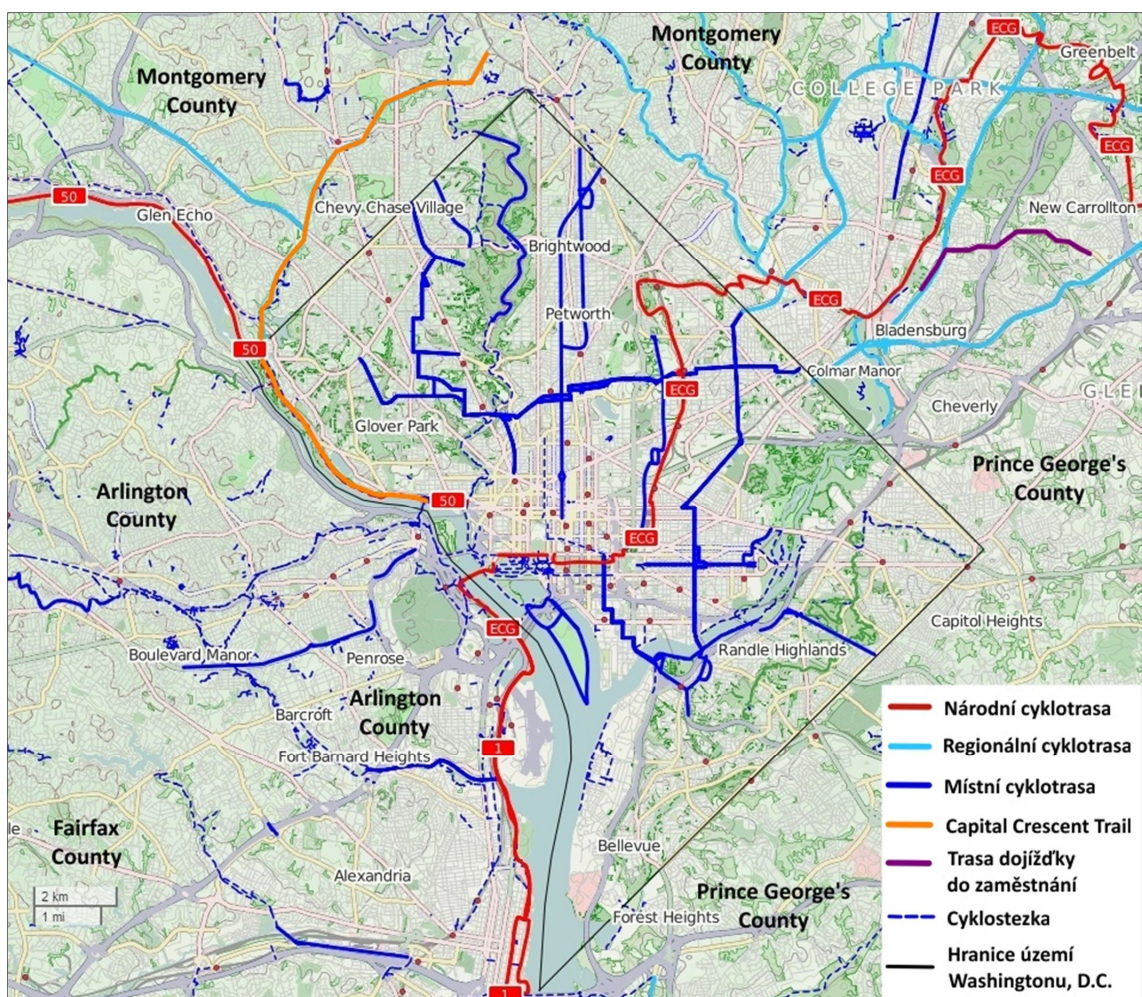 ECG
Montgomery
County
Greenbelt
Montgomery
County
COLLEGE PARK
ECG
ECG
50
Glen Echo
Chevy Chase Village
New Carrollton
Brightwood
ECG
Petworth
Bladensburg
50
Colmar Manor
GLE
ECG
Cheverly
Glover Park
Prince George's
County
Arlington
County
50
ECG
Capitol Heights
ECG
Boulevard Manor
Penrose
Randle Highlands
Arlington
County
Barcroft
Fort Barnard Heights
1
Fairfax
County
le
Bellevue
Alexandria
Prince George's
County
Forest Heights
2 km
1 mi
1
Národní cyklotrasa
Regionální cyklotrasa
Místní cyklotrasa
Capital Crescent Trail
Trasa dojížďky
do zaměstnání
Cyklostezka
Hranice území
Washingtonu, D.C.